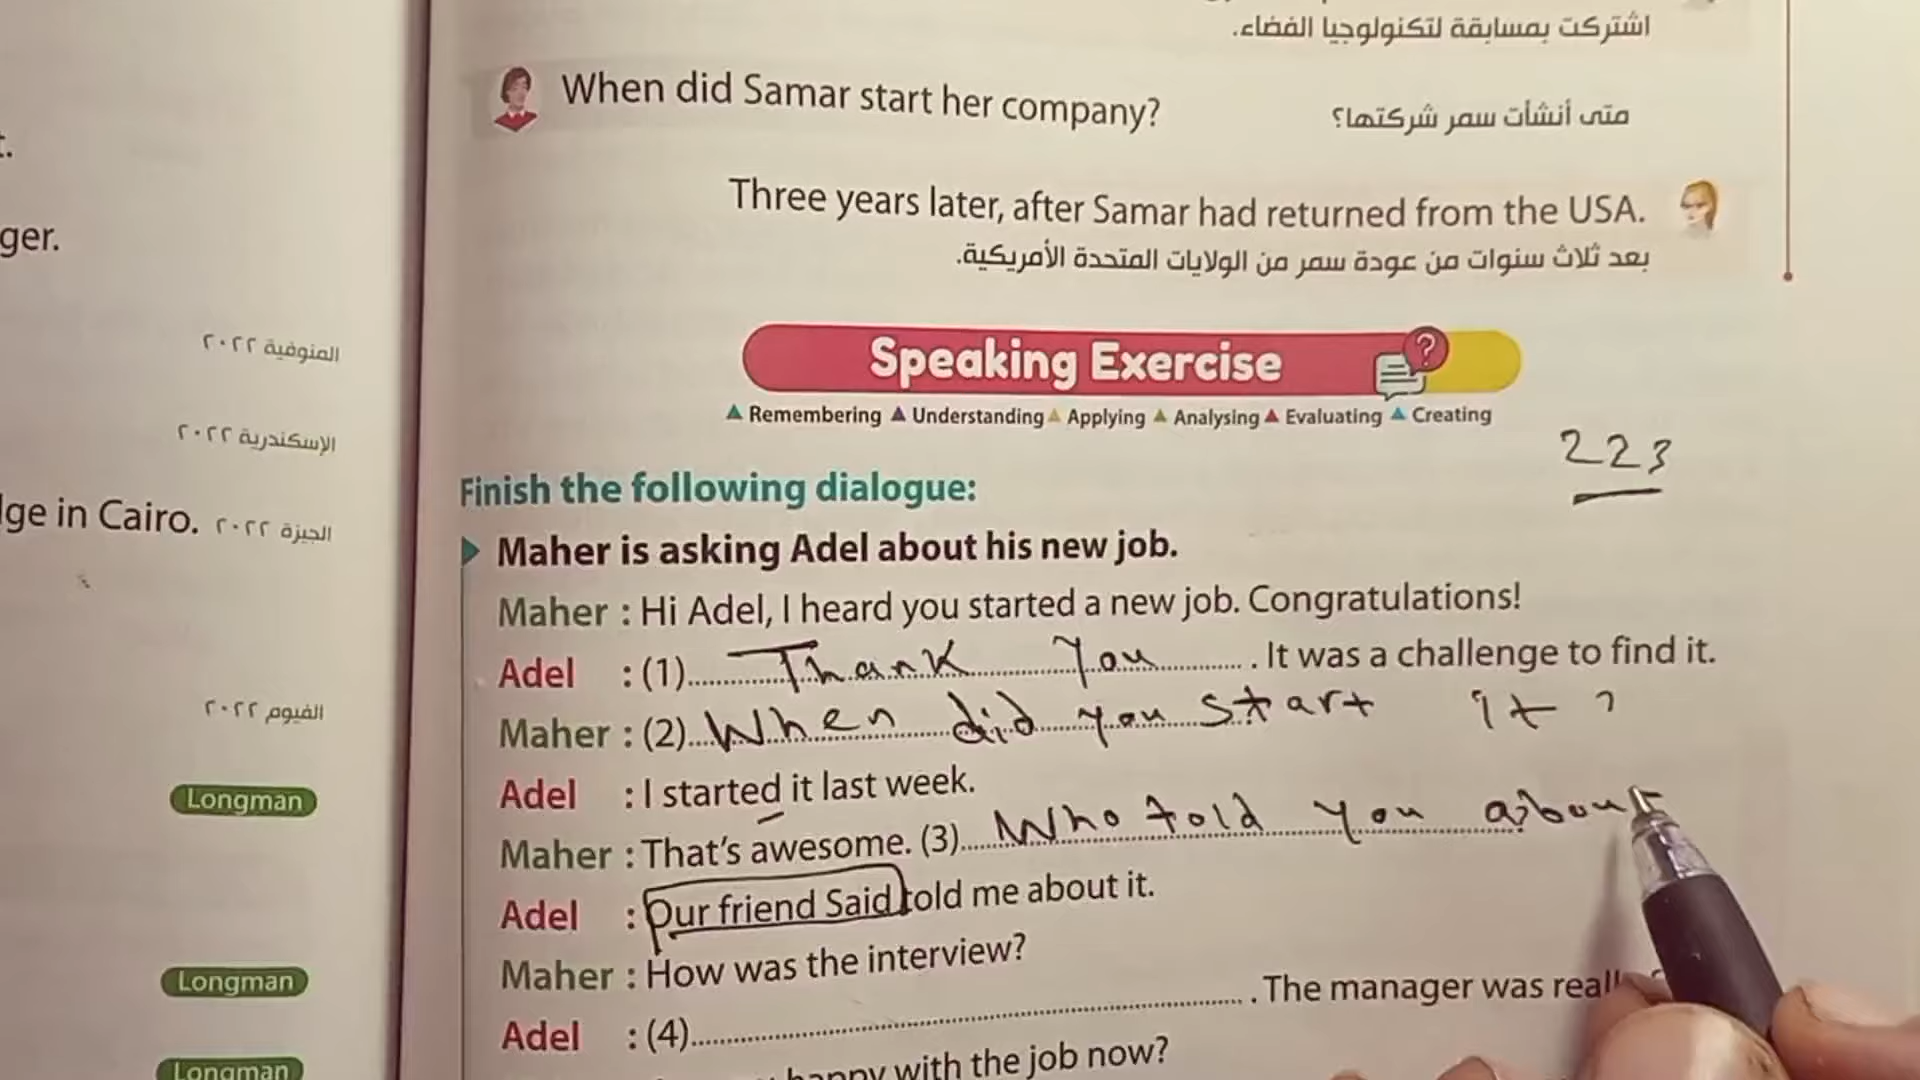 اشتركت بمسابقة لتكنولوجيا الفضاء.
When did Samar start her company?
متى أنشأت سمر شركتها؟
Three years later, after Samar had returned from the USA.
بعد ثلاث سنوات من عودة سمر من الولايات المتحدة الأمريكية.
t.
ger.
المنوفية ٢٠٢٢
الإسكندرية ٢٠٢٢
dge in Cairo. الجيزة ٢٠٢٢
الفيوم ٢٠٢٢
Longman
Longman
Longman
Speaking Exercise
Remembering Understanding Applying Analysing Evaluating Creating
223
Finish the following dialogue:
Maher is asking Adel about his new job.
Maher : Hi Adel, I heard you started a new job. Congratulations!
Adel : (1) Thank you . It was a challenge to find it.
Maher : (2) When did you start it ?
Adel : I started it last week.
Maher : That's awesome. (3) Who told you about
Adel : Our friend Said told me about it.
Maher : How was the interview?
Adel : (4) . The manager was reall
happy with the job now?